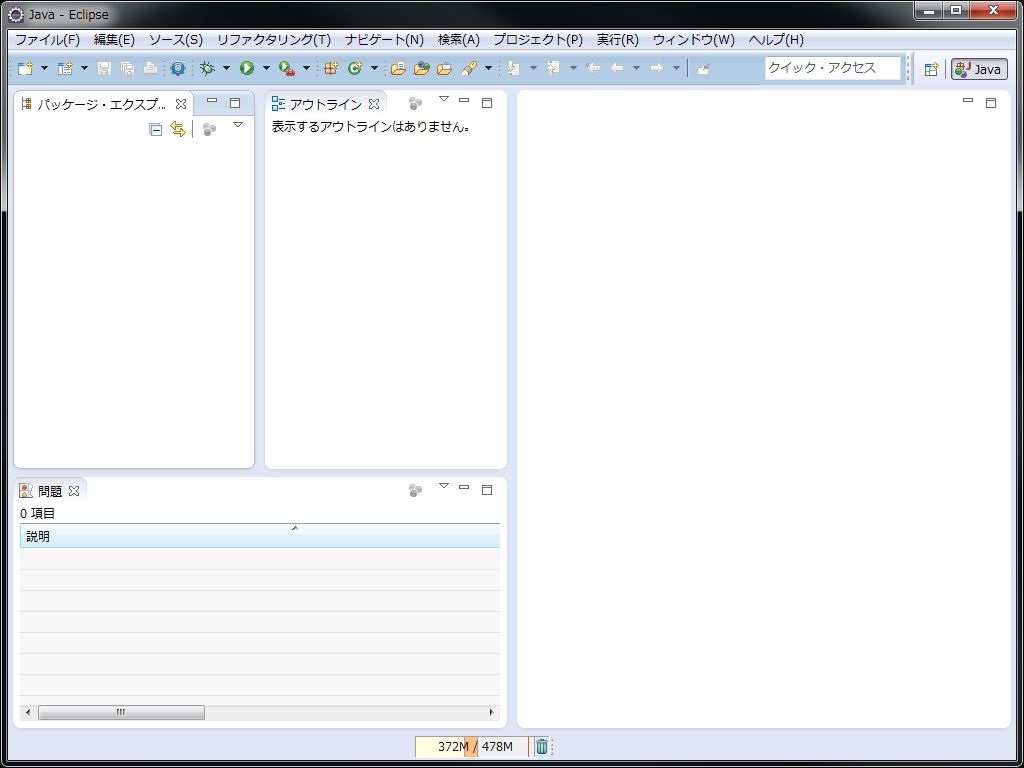 Java - Eclipse
ファイル(F) 編集(E) ソース(S) リファクタリング(T) ナビゲート(N) 検索(A) プロジェクト(P) 実行(R) ウィンドウ(W) ヘルプ(H)
クイック・アクセス
Java
パッケージ・エクスプ...
アウトライン
表示するアウトラインはありません。
問題
0 項目
説明
372M / 478M